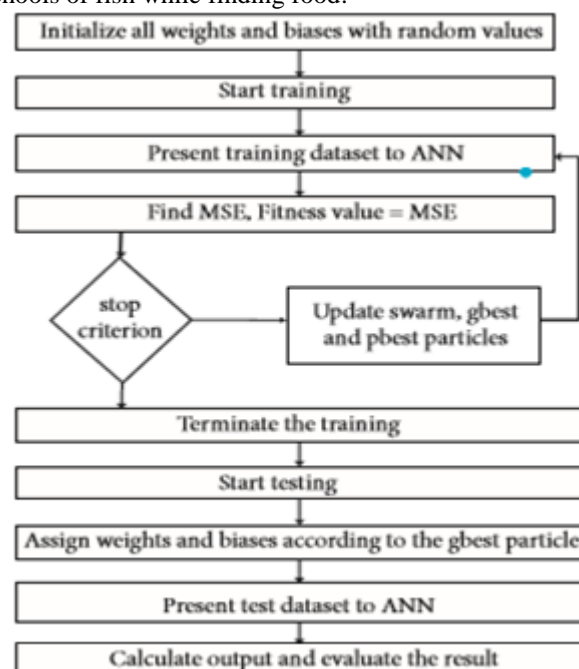 hools of fish while finding food.
Initialize all weights and biases with random values
Start training
Present training dataset to ANN
Find MSE, Fitness value = MSE
stop
criterion
Update swarm, gbest
and pbest particles
Terminate the training
Start testing
Assign weights and biases according to the gbest particle
Present test dataset to ANN
Calculate output and evaluate the result